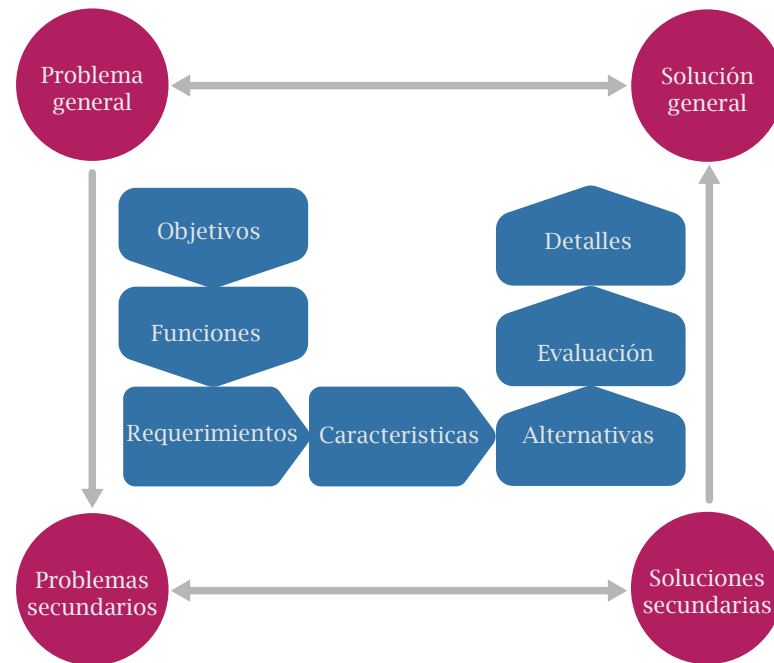 Problema
general
Solución
general
Objetivos
Detalles
Funciones
Evaluación
Requerimientos
Caracteristicas
Alternativas
Problemas
secundarios
Soluciones
secundarias